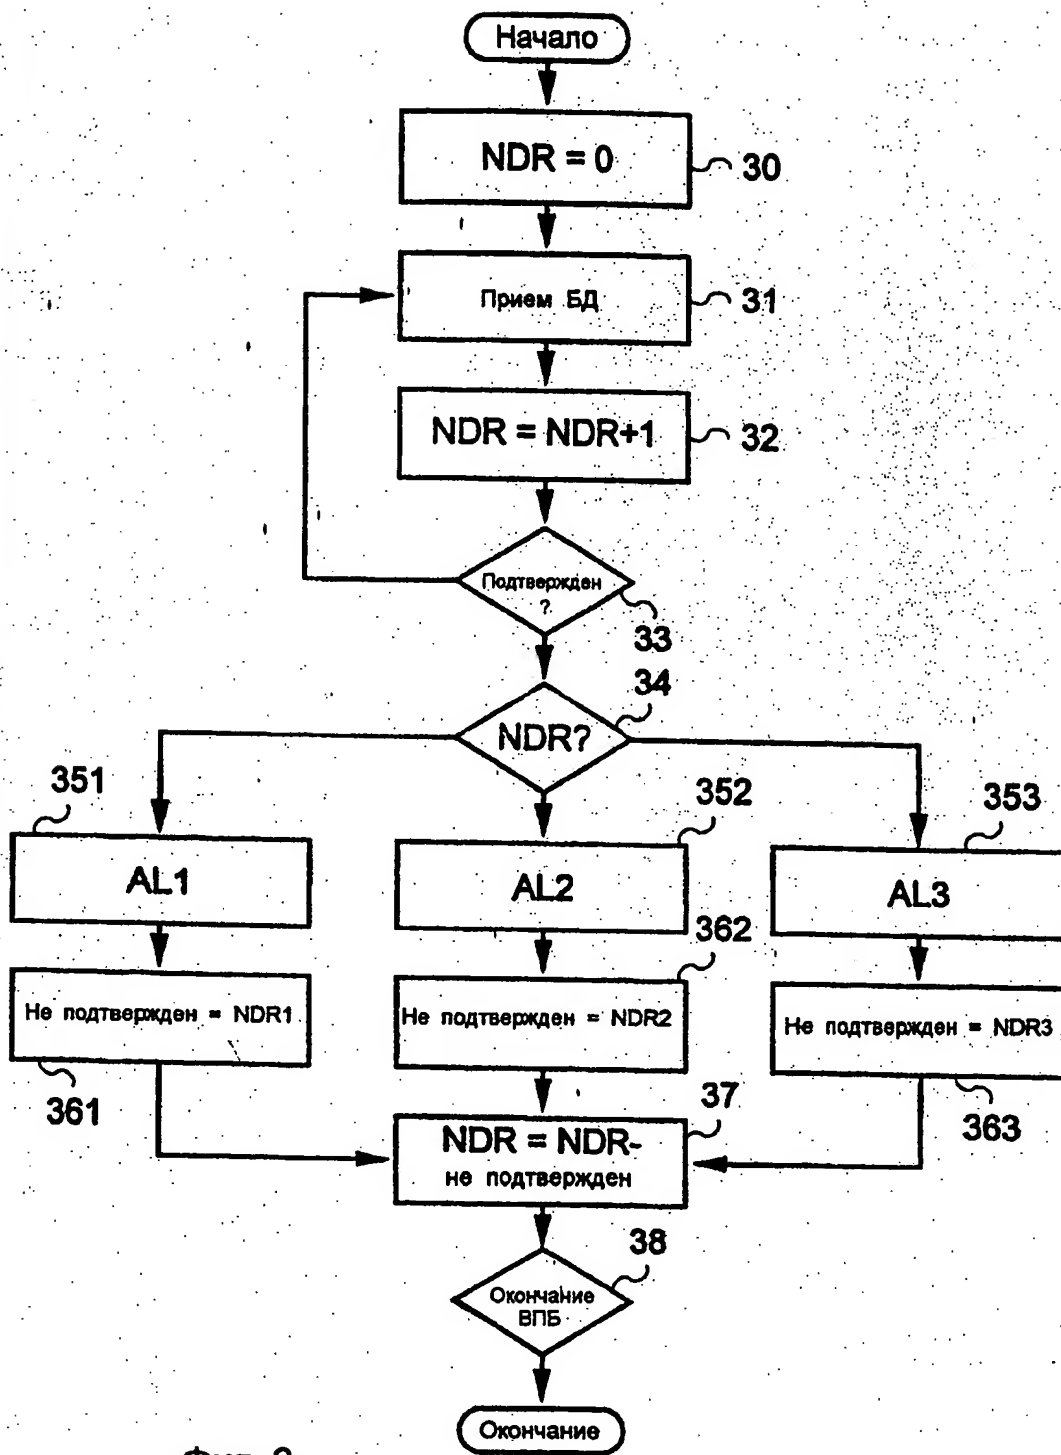 Начало
NDR = 0
30
Прием БД
31
NDR = NDR+1
32
Подтвержден
?
33
34
NDR?
351
352
353
AL1
AL2
AL3
362
Не подтвержден = NDR1
Не подтвержден = NDR2
Не подтвержден = NDR3
361
37
363
NDR = NDR-
не подтвержден
38
Окончание
ВПБ
Окончание